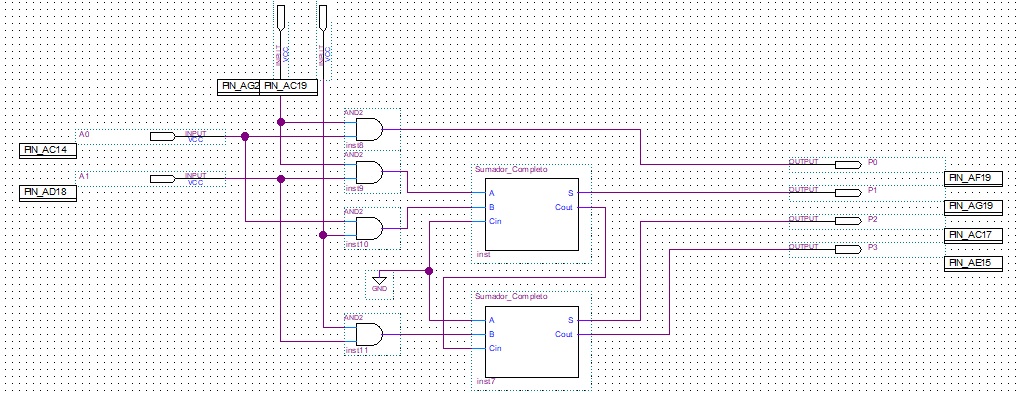 INPUT
VCC
INPUT
VCC
PIN_AG2
PIN_AC19
AND2
inst8
A0
INPUT
VCC
PIN_AC14
AND2
inst9
A1
INPUT
VCC
PIN_AD18
AND2
inst10
GND
AND2
inst11
Sumador_Completo
A
B
Cin
S
Cout
inst
Sumador_Completo
A
B
Cin
S
Cout
inst7
OUTPUT
P0
PIN_AF19
OUTPUT
P1
PIN_AG19
OUTPUT
P2
PIN_AC17
OUTPUT
P3
PIN_AE15